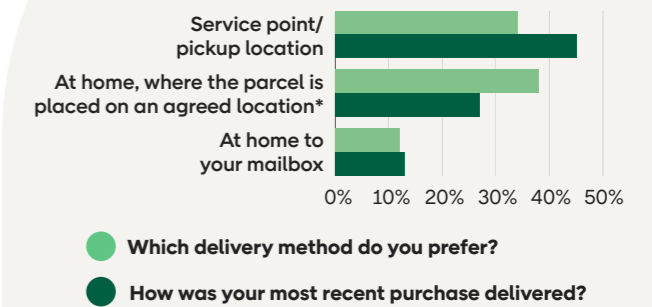 Service point/
pickup location
At home, where the parcel is
placed on an agreed location*
At home to
your mailbox
0% 10% 20% 30% 40% 50%
Which delivery method do you prefer?
How was your most recent purchase delivered?